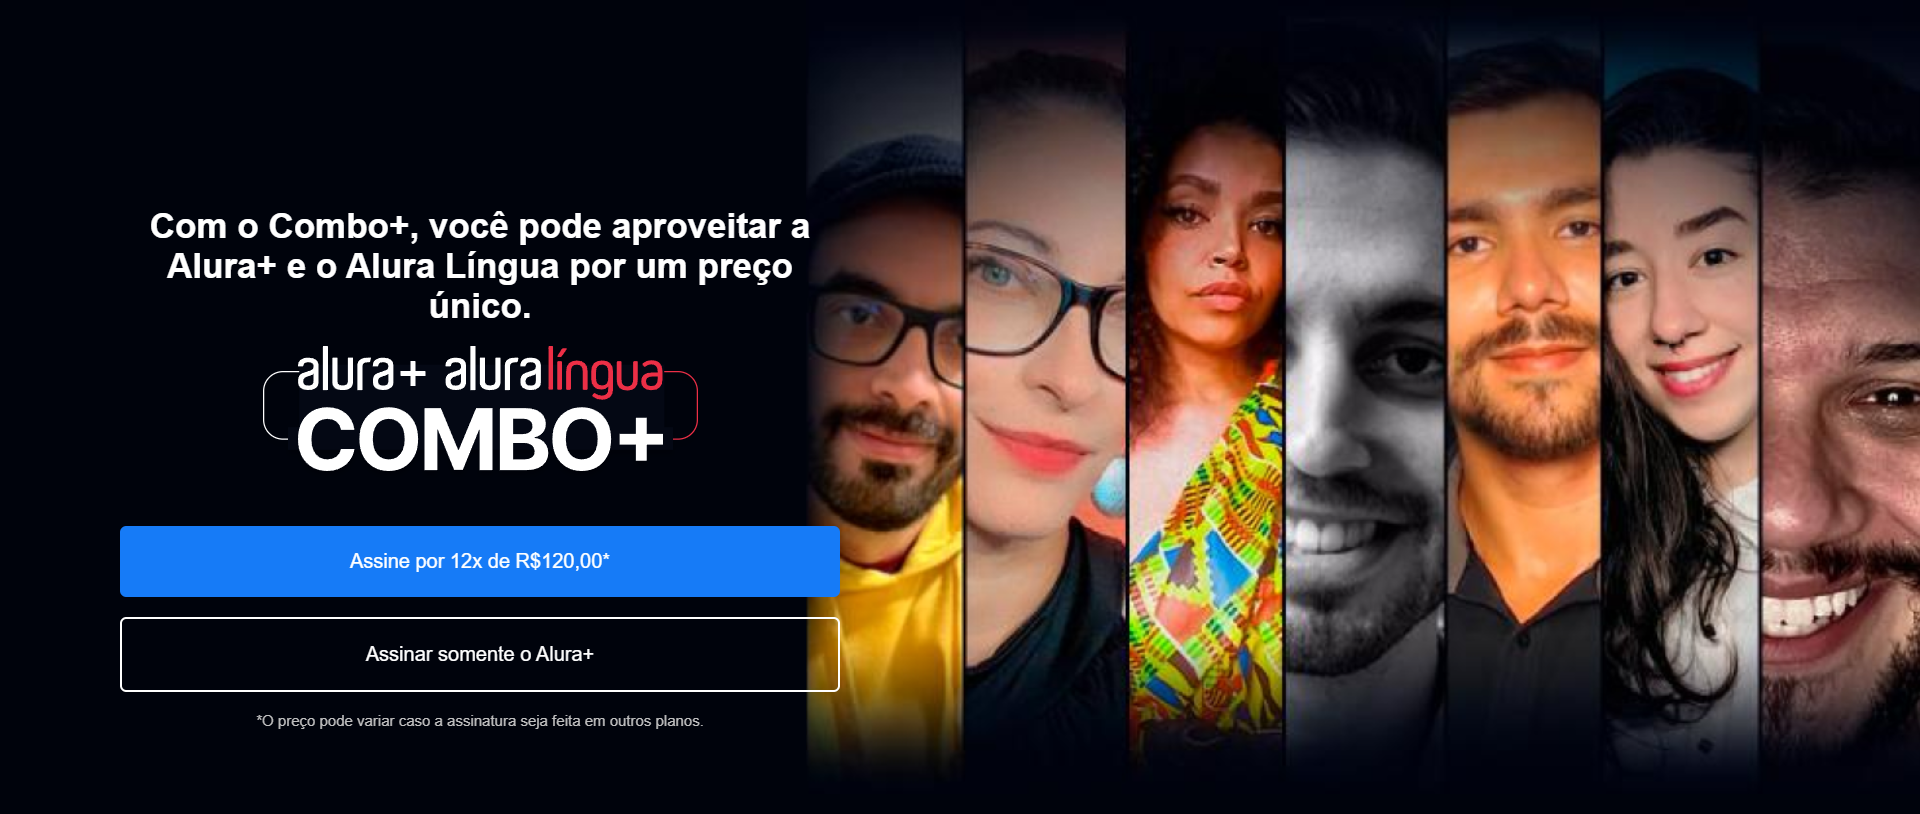 Com o Combo+, você pode aproveitar a
Alura+ e o Alura Língua por um preço
único.
alura+ aluralíngua
COMBO+
Assine por 12x de R$120,00*
Assinar somente o Alura+
*O preço pode variar caso a assinatura seja feita em outros planos.